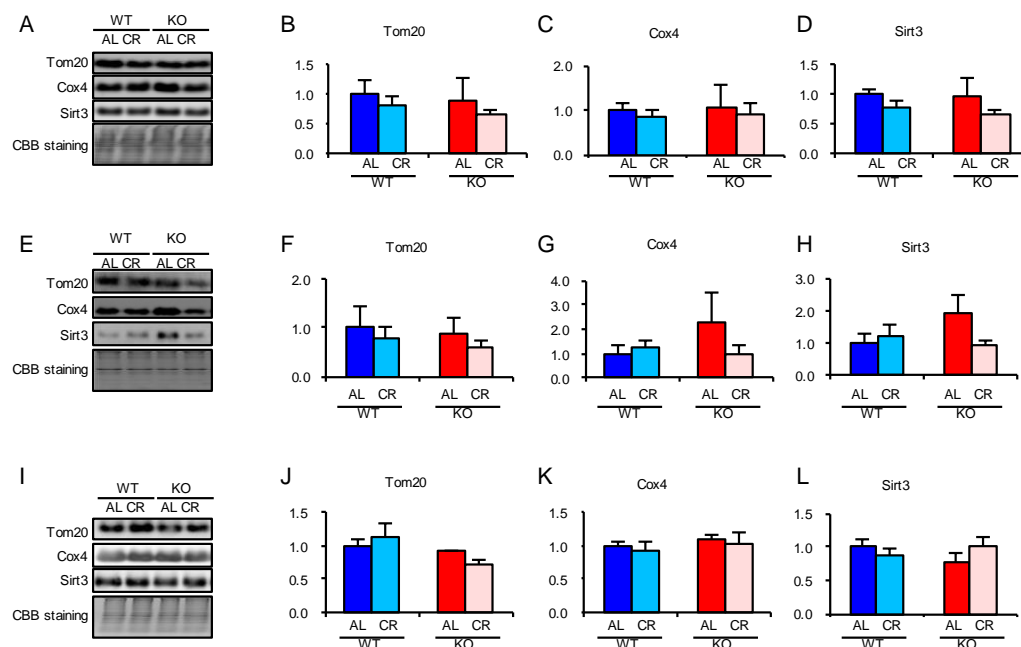 A
WT KO
AL CR AL CR
Tom20
Cox4
Sirt3
CBB staining
B
Tom20
1.5
1.0
0.5
0.0
AL CR AL CR
WT KO
C
Cox4
2.0
1.0
0.0
AL CR AL CR
WT KO
D
Sirt3
1.5
1.0
0.5
0.0
AL CR AL CR
WT KO
E
WT KO
AL CR AL CR
Tom20
Cox4
Sirt3
CBB staining
F
Tom20
2.0
1.0
0.0
AL CR AL CR
WT KO
G
Cox4
4.0
3.0
2.0
1.0
0.0
AL CR AL CR
WT KO
H
Sirt3
3.0
2.0
1.0
0.0
AL CR AL CR
WT KO
I
WT KO
AL CR AL CR
Tom20
Cox4
Sirt3
CBB staining
J
Tom20
1.5
1.0
0.5
0.0
AL CR AL CR
WT KO
K
Cox4
1.5
1.0
0.5
0.0
AL CR AL CR
WT KO
L
Sirt3
1.5
1.0
0.5
0.0
AL CR AL CR
WT KO